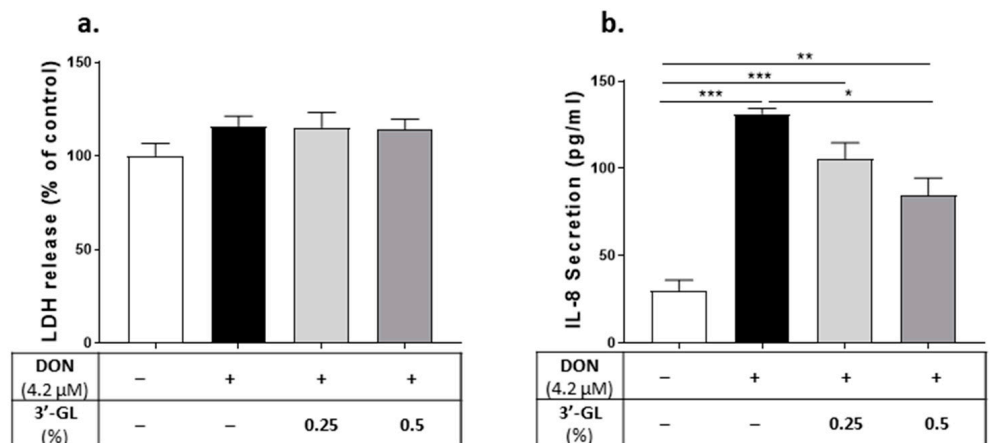 a.
LDH release (% of control)
150
100
50
0
DON
(4.2 µM)
– + + +
3’-GL
(%)
– – 0.25 0.5
b.
IL-8 Secretion (pg/ml)
150
100
50
0
**
***
*** *
DON
(4.2 µM)
– + + +
3’-GL
(%)
– – 0.25 0.5